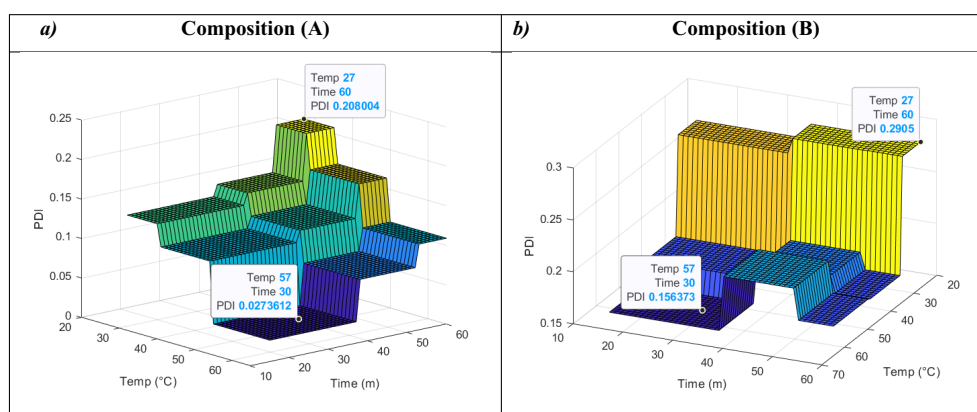 a) Composition (A)
Temp 27
Time 60
PDI 0.208004
0.25
0.2
0.15
0.1
0.05
0
PDI
Temp 57
Time 30
PDI 0.0273612
20
30
40
50
60
Temp (°C)
10
20
30
40
50
60
Time (m)
b) Composition (B)
Temp 27
Time 60
PDI 0.2905
0.3
0.25
0.2
0.15
PDI
Temp 57
Time 30
PDI 0.156373
10
20
30
40
50
60
Time (m)
20
30
40
50
60
70
Temp (°C)